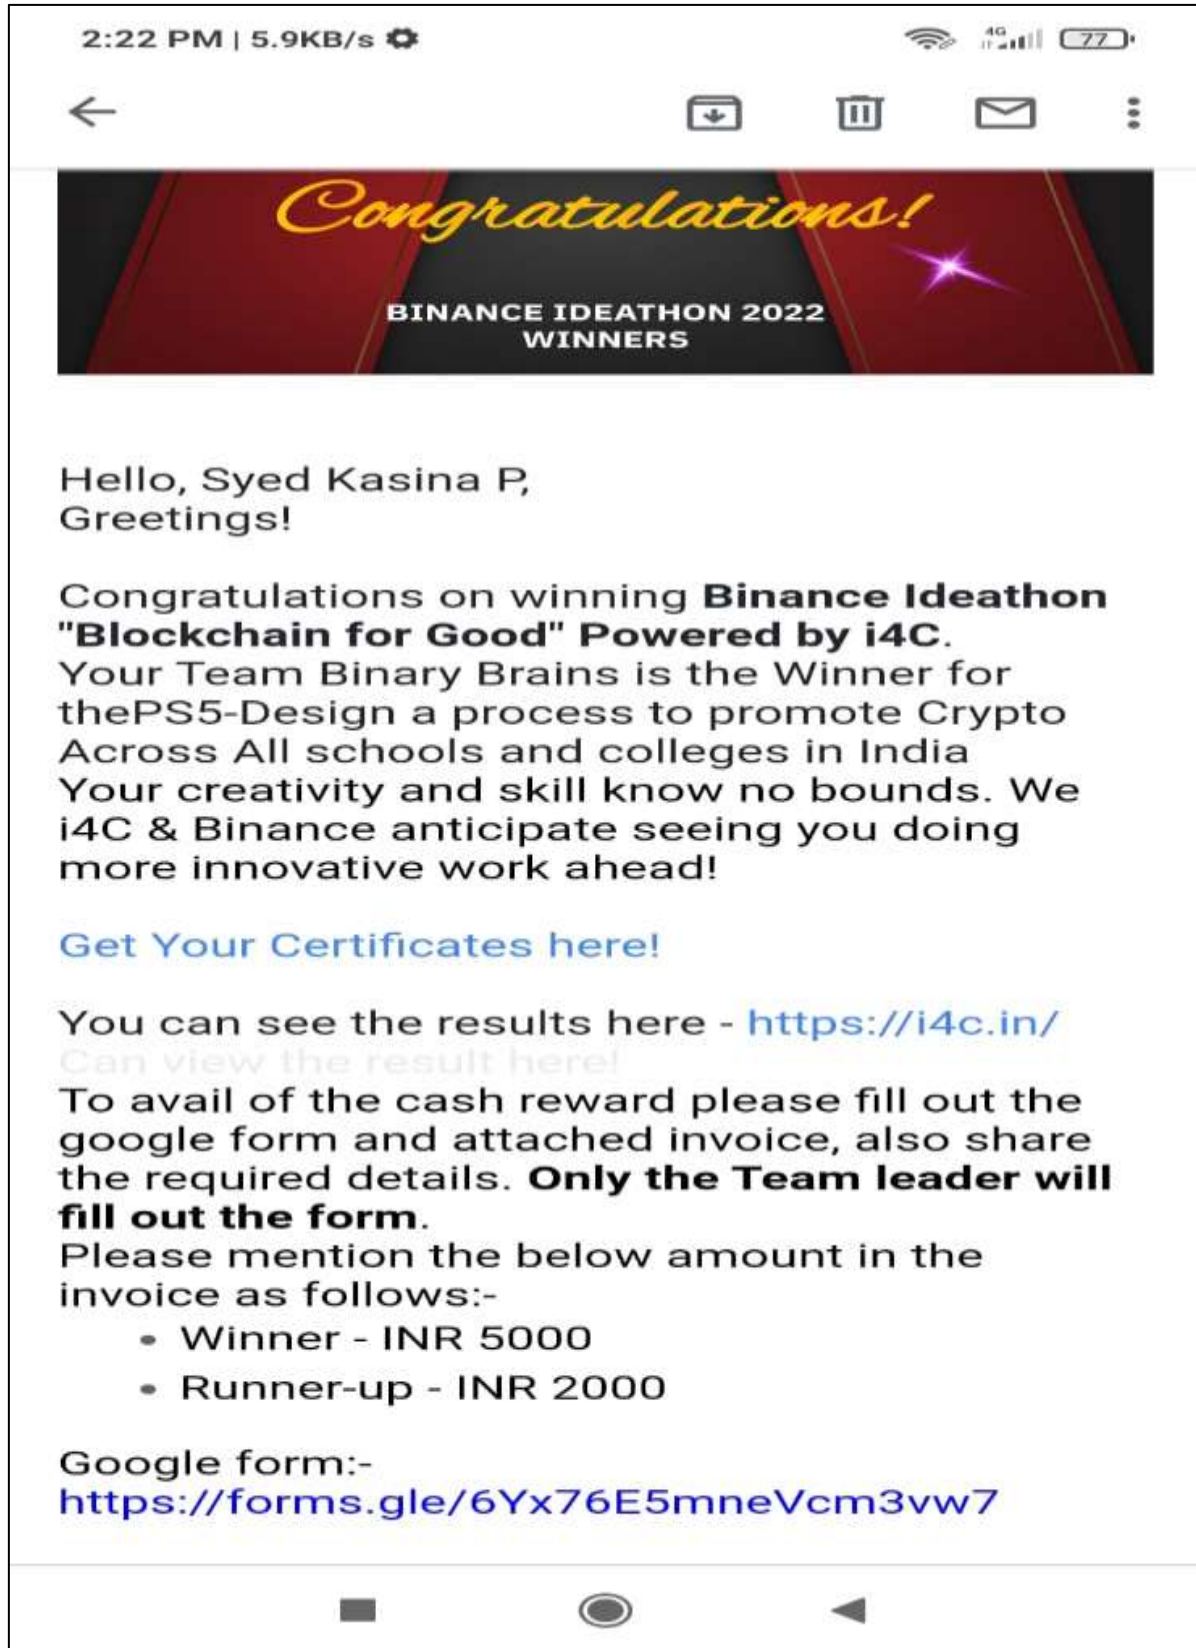 2:22 PM | 5.9KB/s
4G
77
Congratulations!
BINANCE IDEATHON 2022
WINNERS
Hello, Syed Kasina P,
Greetings!
Congratulations on winning Binance Ideathon
"Blockchain for Good" Powered by i4C.
Your Team Binary Brains is the Winner for
thePS5-Design a process to promote Crypto
Across All schools and colleges in India
Your creativity and skill know no bounds. We
i4C & Binance anticipate seeing you doing
more innovative work ahead!
Get Your Certificates here!
You can see the results here - https://i4c.in/
Can view the result here!
To avail of the cash reward please fill out the
google form and attached invoice, also share
the required details. Only the Team leader will
fill out the form.
Please mention the below amount in the
invoice as follows:-
• Winner - INR 5000
• Runner-up - INR 2000
Google form:-
https://forms.gle/6Yx76E5mneVcm3vw7